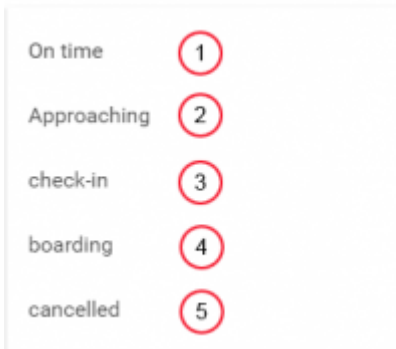 On time 1
Approaching 2
check-in 3
boarding 4
cancelled 5